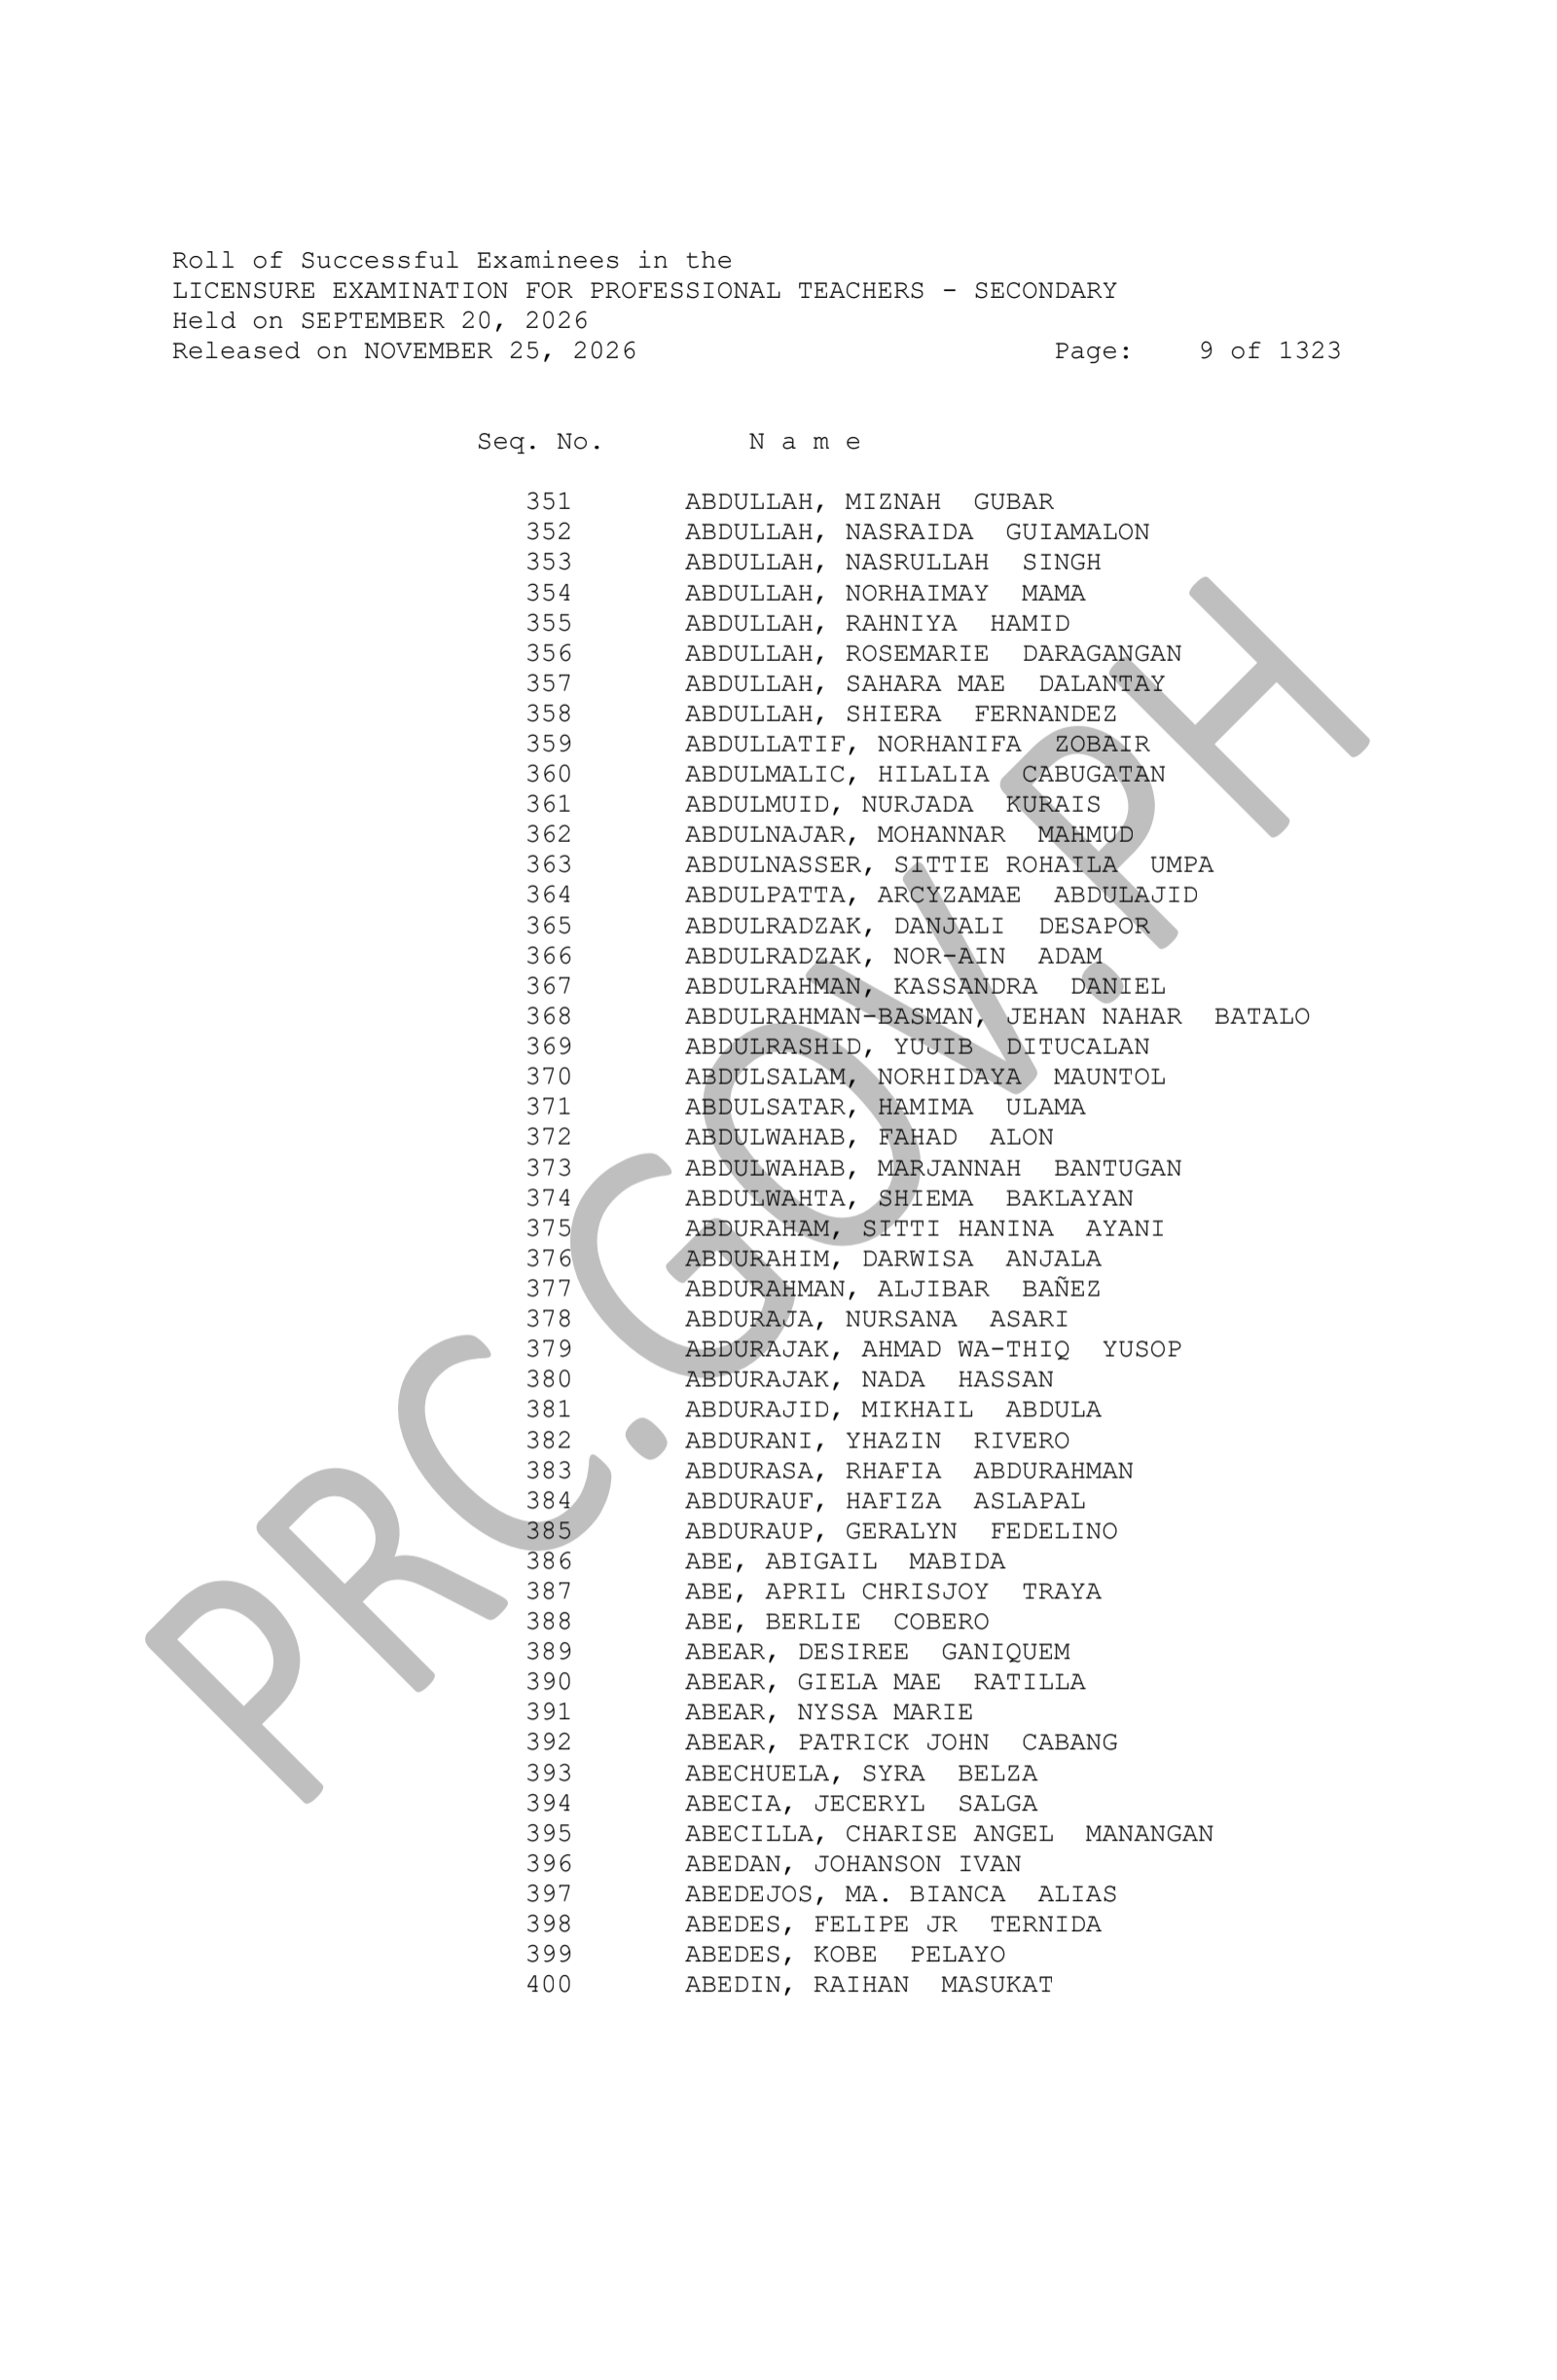 Roll of Successful Examinees in the
LICENSURE EXAMINATION FOR PROFESSIONAL TEACHERS - SECONDARY
Held on SEPTEMBER 20, 2026
Released on NOVEMBER 25, 2026 Page: 9 of 1323
Seq. No. N a m e
351 ABDULLAH, MIZNAH GUBAR
352 ABDULLAH, NASRAIDA GUIAMALON
353 ABDULLAH, NASRULLAH SINGH
354 ABDULLAH, NORHAIMAY MAMA
355 ABDULLAH, RAHNIYA HAMID
356 ABDULLAH, ROSEMARIE DARAGANGAN
357 ABDULLAH, SAHARA MAE DALANTAY
358 ABDULLAH, SHIERA FERNANDEZ
359 ABDULLATIF, NORHANIFA ZOBAIR
360 ABDULMALIC, HILALIA CABUGATAN
361 ABDULMUID, NURJADA KURAIS
362 ABDULNAJAR, MOHANNAR MAHMUD
363 ABDULNASSER, SITTIE ROHAILA UMPA
364 ABDULPATTA, ARCYZAMAE ABDULAJID
365 ABDULRADZAK, DANJALI DESAPOR
366 ABDULRADZAK, NOR-AIN ADAM
367 ABDULRAHMAN, KASSANDRA DANIEL
368 ABDULRAHMAN-BASMAN, JEHAN NAHAR BATALO
369 ABDULRASHID, YUJIB DITUCALAN
370 ABDULSALAM, NORHIDAYA MAUNTOL
371 ABDULSATAR, HAMIMA ULAMA
372 ABDULWAHAB, FAHAD ALON
373 ABDULWAHAB, MARJANNAH BANTUGAN
374 ABDULWAHTA, SHIEMA BAKLAYAN
375 ABDURAHAM, SITTI HANINA AYANI
376 ABDURAHIM, DARWISA ANJALA
377 ABDURAHMAN, ALJIBAR BAÑEZ
378 ABDURAJA, NURSANA ASARI
379 ABDURAJAK, AHMAD WA-THIQ YUSOP
380 ABDURAJAK, NADA HASSAN
381 ABDURAJID, MIKHAIL ABDULA
382 ABDURANI, YHAZIN RIVERO
383 ABDURASA, RHAFIA ABDURAHMAN
384 ABDURAUF, HAFIZA ASLAPAL
385 ABDURAUP, GERALYN FEDELINO
386 ABE, ABIGAIL MABIDA
387 ABE, APRIL CHRISJOY TRAYA
388 ABE, BERLIE COBERO
389 ABEAR, DESIREE GANIQUEM
390 ABEAR, GIELA MAE RATILLA
391 ABEAR, NYSSA MARIE
392 ABEAR, PATRICK JOHN CABANG
393 ABECHUELA, SYRA BELZA
394 ABECIA, JECERYL SALGA
395 ABECILLA, CHARISE ANGEL MANANGAN
396 ABEDAN, JOHANSON IVAN
397 ABEDEJOS, MA. BIANCA ALIAS
398 ABEDES, FELIPE JR TERNIDA
399 ABEDES, KOBE PELAYO
400 ABEDIN, RAIHAN MASUKAT
PRC.GOV.PH